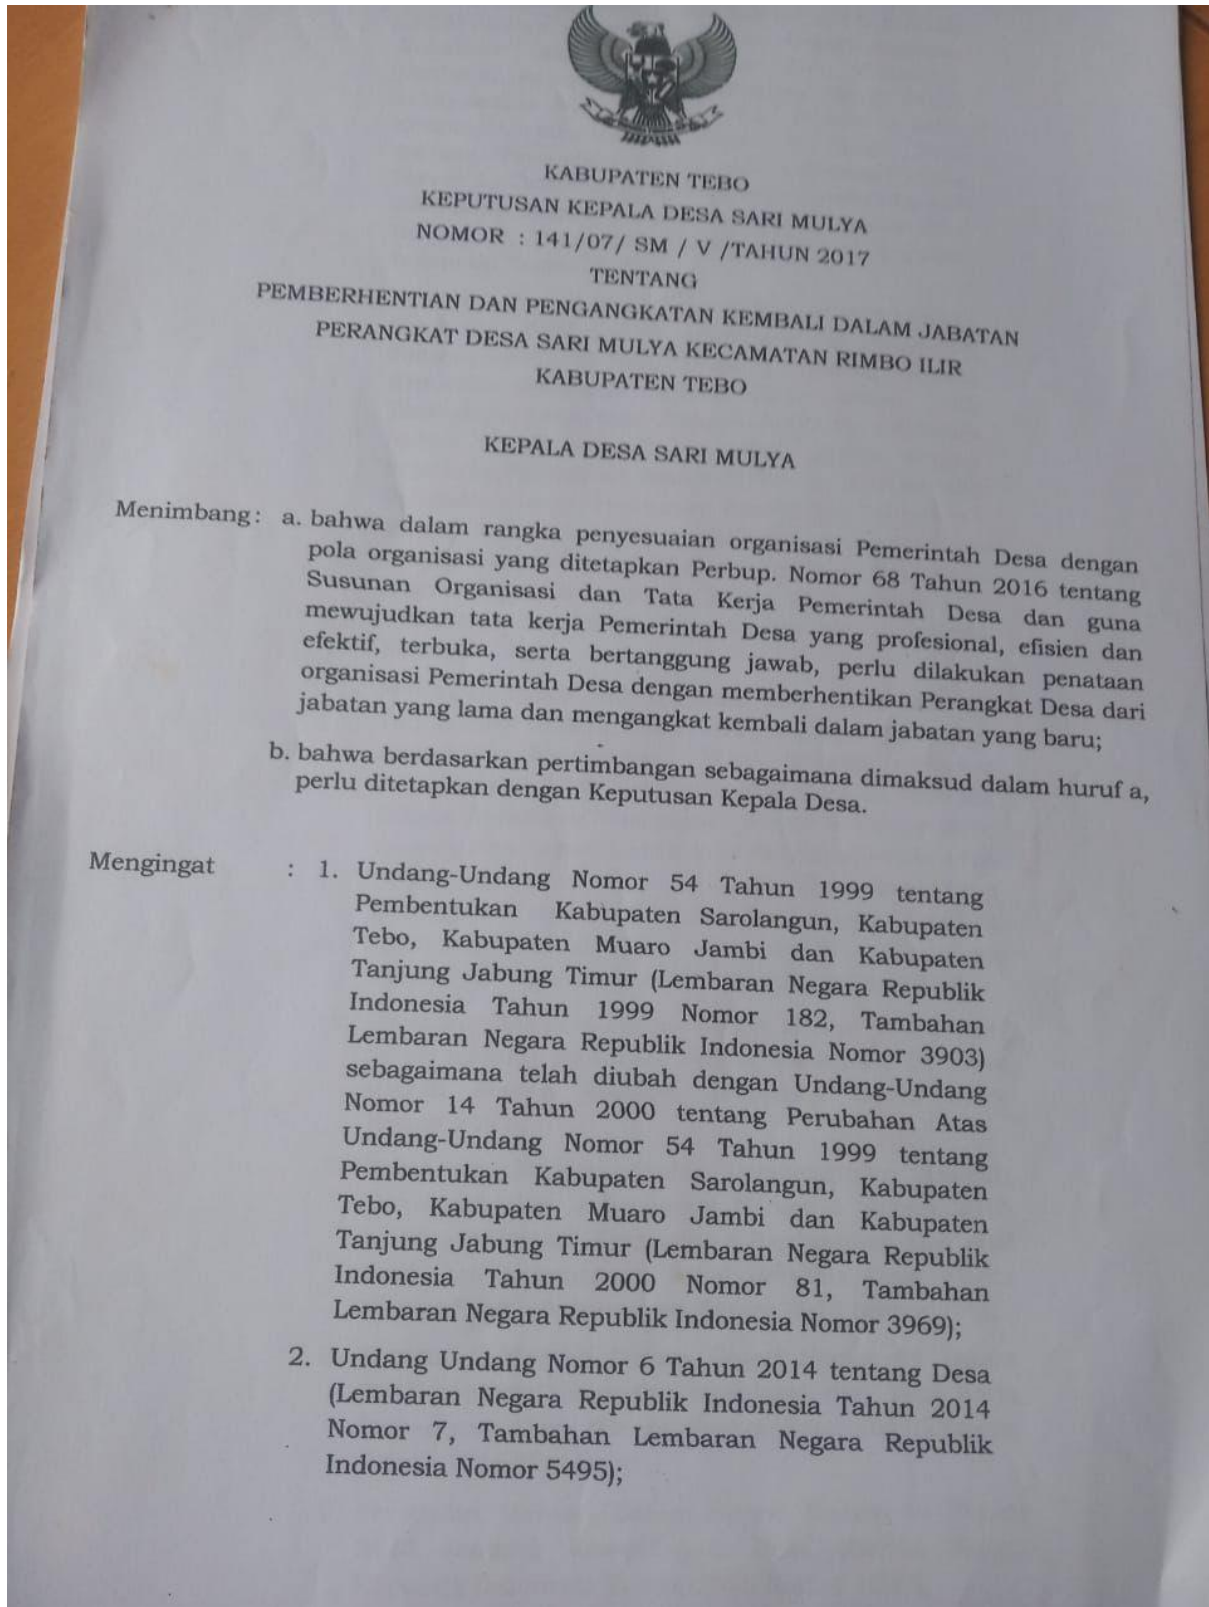 KABUPATEN TEBO
KEPUTUSAN KEPALA DESA SARI MULYA
NOMOR : 141/07/ SM / V /TAHUN 2017
TENTANG
PEMBERHENTIAN DAN PENGANGKATAN KEMBALI DALAM JABATAN
PERANGKAT DESA SARI MULYA KECAMATAN RIMBO ILIR
KABUPATEN TEBO
KEPALA DESA SARI MULYA
Menimbang : a. bahwa dalam rangka penyesuaian organisasi Pemerintah Desa dengan
pola organisasi yang ditetapkan Perbup. Nomor 68 Tahun 2016 tentang
Susunan Organisasi dan Tata Kerja Pemerintah Desa dan guna
mewujudkan tata kerja Pemerintah Desa yang profesional, efisien dan
efektif, terbuka, serta bertanggung jawab, perlu dilakukan penataan
organisasi Pemerintah Desa dengan memberhentikan Perangkat Desa dari
jabatan yang lama dan mengangkat kembali dalam jabatan yang baru;
b. bahwa berdasarkan pertimbangan sebagaimana dimaksud dalam huruf a,
perlu ditetapkan dengan Keputusan Kepala Desa.
Mengingat : 1. Undang-Undang Nomor 54 Tahun 1999 tentang
Pembentukan Kabupaten Sarolangun, Kabupaten
Tebo, Kabupaten Muaro Jambi dan Kabupaten
Tanjung Jabung Timur (Lembaran Negara Republik
Indonesia Tahun 1999 Nomor 182, Tambahan
Lembaran Negara Republik Indonesia Nomor 3903)
sebagaimana telah diubah dengan Undang-Undang
Nomor 14 Tahun 2000 tentang Perubahan Atas
Undang-Undang Nomor 54 Tahun 1999 tentang
Pembentukan Kabupaten Sarolangun, Kabupaten
Tebo, Kabupaten Muaro Jambi dan Kabupaten
Tanjung Jabung Timur (Lembaran Negara Republik
Indonesia Tahun 2000 Nomor 81, Tambahan
Lembaran Negara Republik Indonesia Nomor 3969);
2. Undang Undang Nomor 6 Tahun 2014 tentang Desa
(Lembaran Negara Republik Indonesia Tahun 2014
Nomor 7, Tambahan Lembaran Negara Republik
Indonesia Nomor 5495);